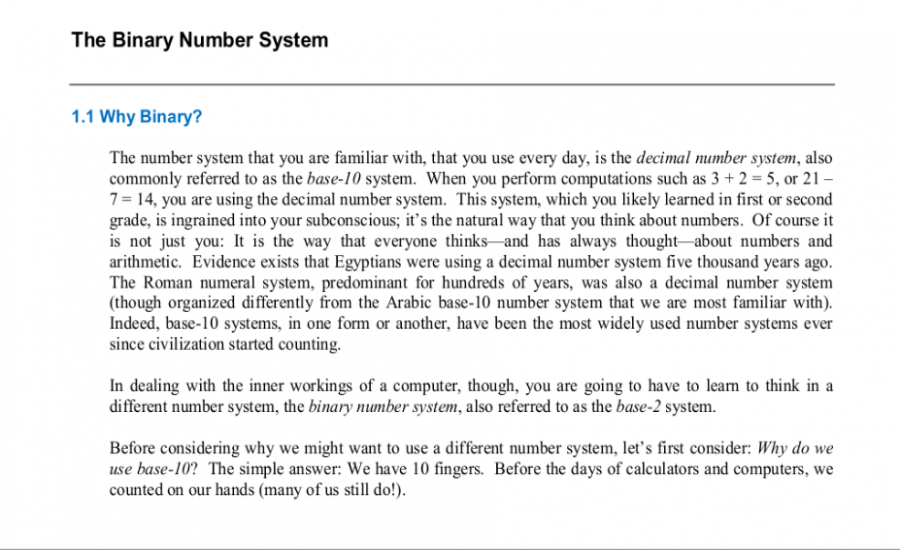 The Binary Number System
1.1 Why Binary?
The number system that you are familiar with, that you use every day, is the decimal number system, also
commonly referred to as the base-10 system. When you perform computations such as 3 + 2 = 5, or 21 –
7 = 14, you are using the decimal number system. This system, which you likely learned in first or second
grade, is ingrained into your subconscious; it's the natural way that you think about numbers. Of course it
is not just you: It is the way that everyone thinks—and has always thought—about numbers and
arithmetic. Evidence exists that Egyptians were using a decimal number system five thousand years ago.
The Roman numeral system, predominant for hundreds of years, was also a decimal number system
(though organized differently from the Arabic base-10 number system that we are most familiar with).
Indeed, base-10 systems, in one form or another, have been the most widely used number systems ever
since civilization started counting.
In dealing with the inner workings of a computer, though, you are going to have to learn to think in a
different number system, the binary number system, also referred to as the base-2 system.
Before considering why we might want to use a different number system, let's first consider: Why do we
use base-10? The simple answer: We have 10 fingers. Before the days of calculators and computers, we
counted on our hands (many of us still do!).